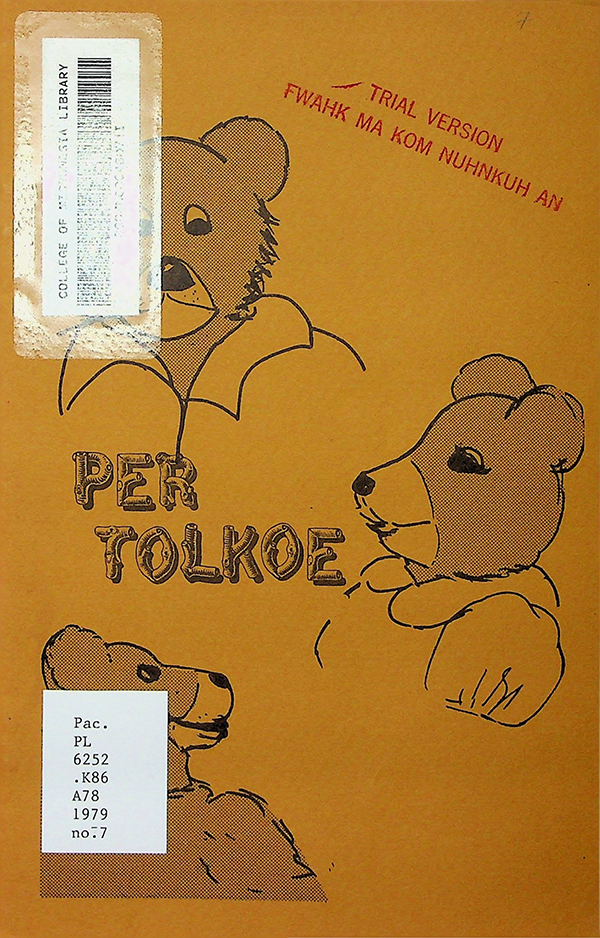 7
COLLEGE OF MICRONESIA LIBRARY
TRIAL VERSION
FWAHK MA KOM NUHNKUH AN
PER
TOLKOE
Pac.
PL
6252
.K86
A78
1979
no.7